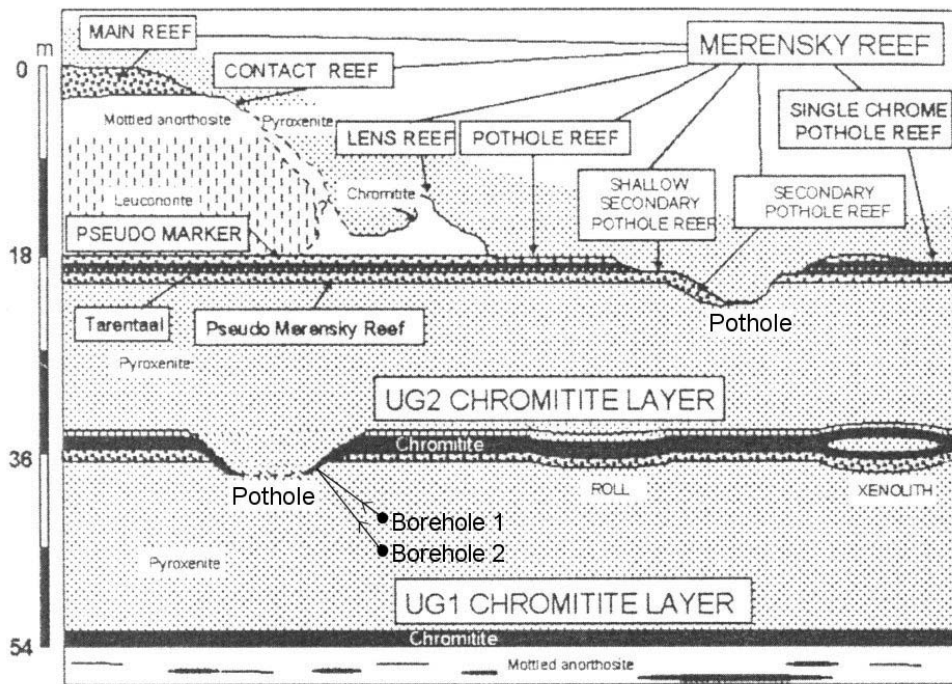 MAIN REEF
m
MERENSKY REEF
0
CONTACT REEF
Mottled anorthosite
Pyroxenite
LENS REEF
POTHOLE REEF
SINGLE CHROME
POTHOLE REEF
Chromitite
SHALLOW
SECONDARY
POTHOLE REEF
SECONDARY
POTHOLE REEF
Leuconorite
PSEUDO MARKER
18
Tarentaal
Pseudo Merensky Reef
Pothole
Pyroxenite
UG2 CHROMITITE LAYER
Chromitite
36
Pothole
ROLL
XENOLITH
Borehole 1
Borehole 2
Pyroxenite
UG1 CHROMITITE LAYER
Chromitite
54
Mottled anorthosite